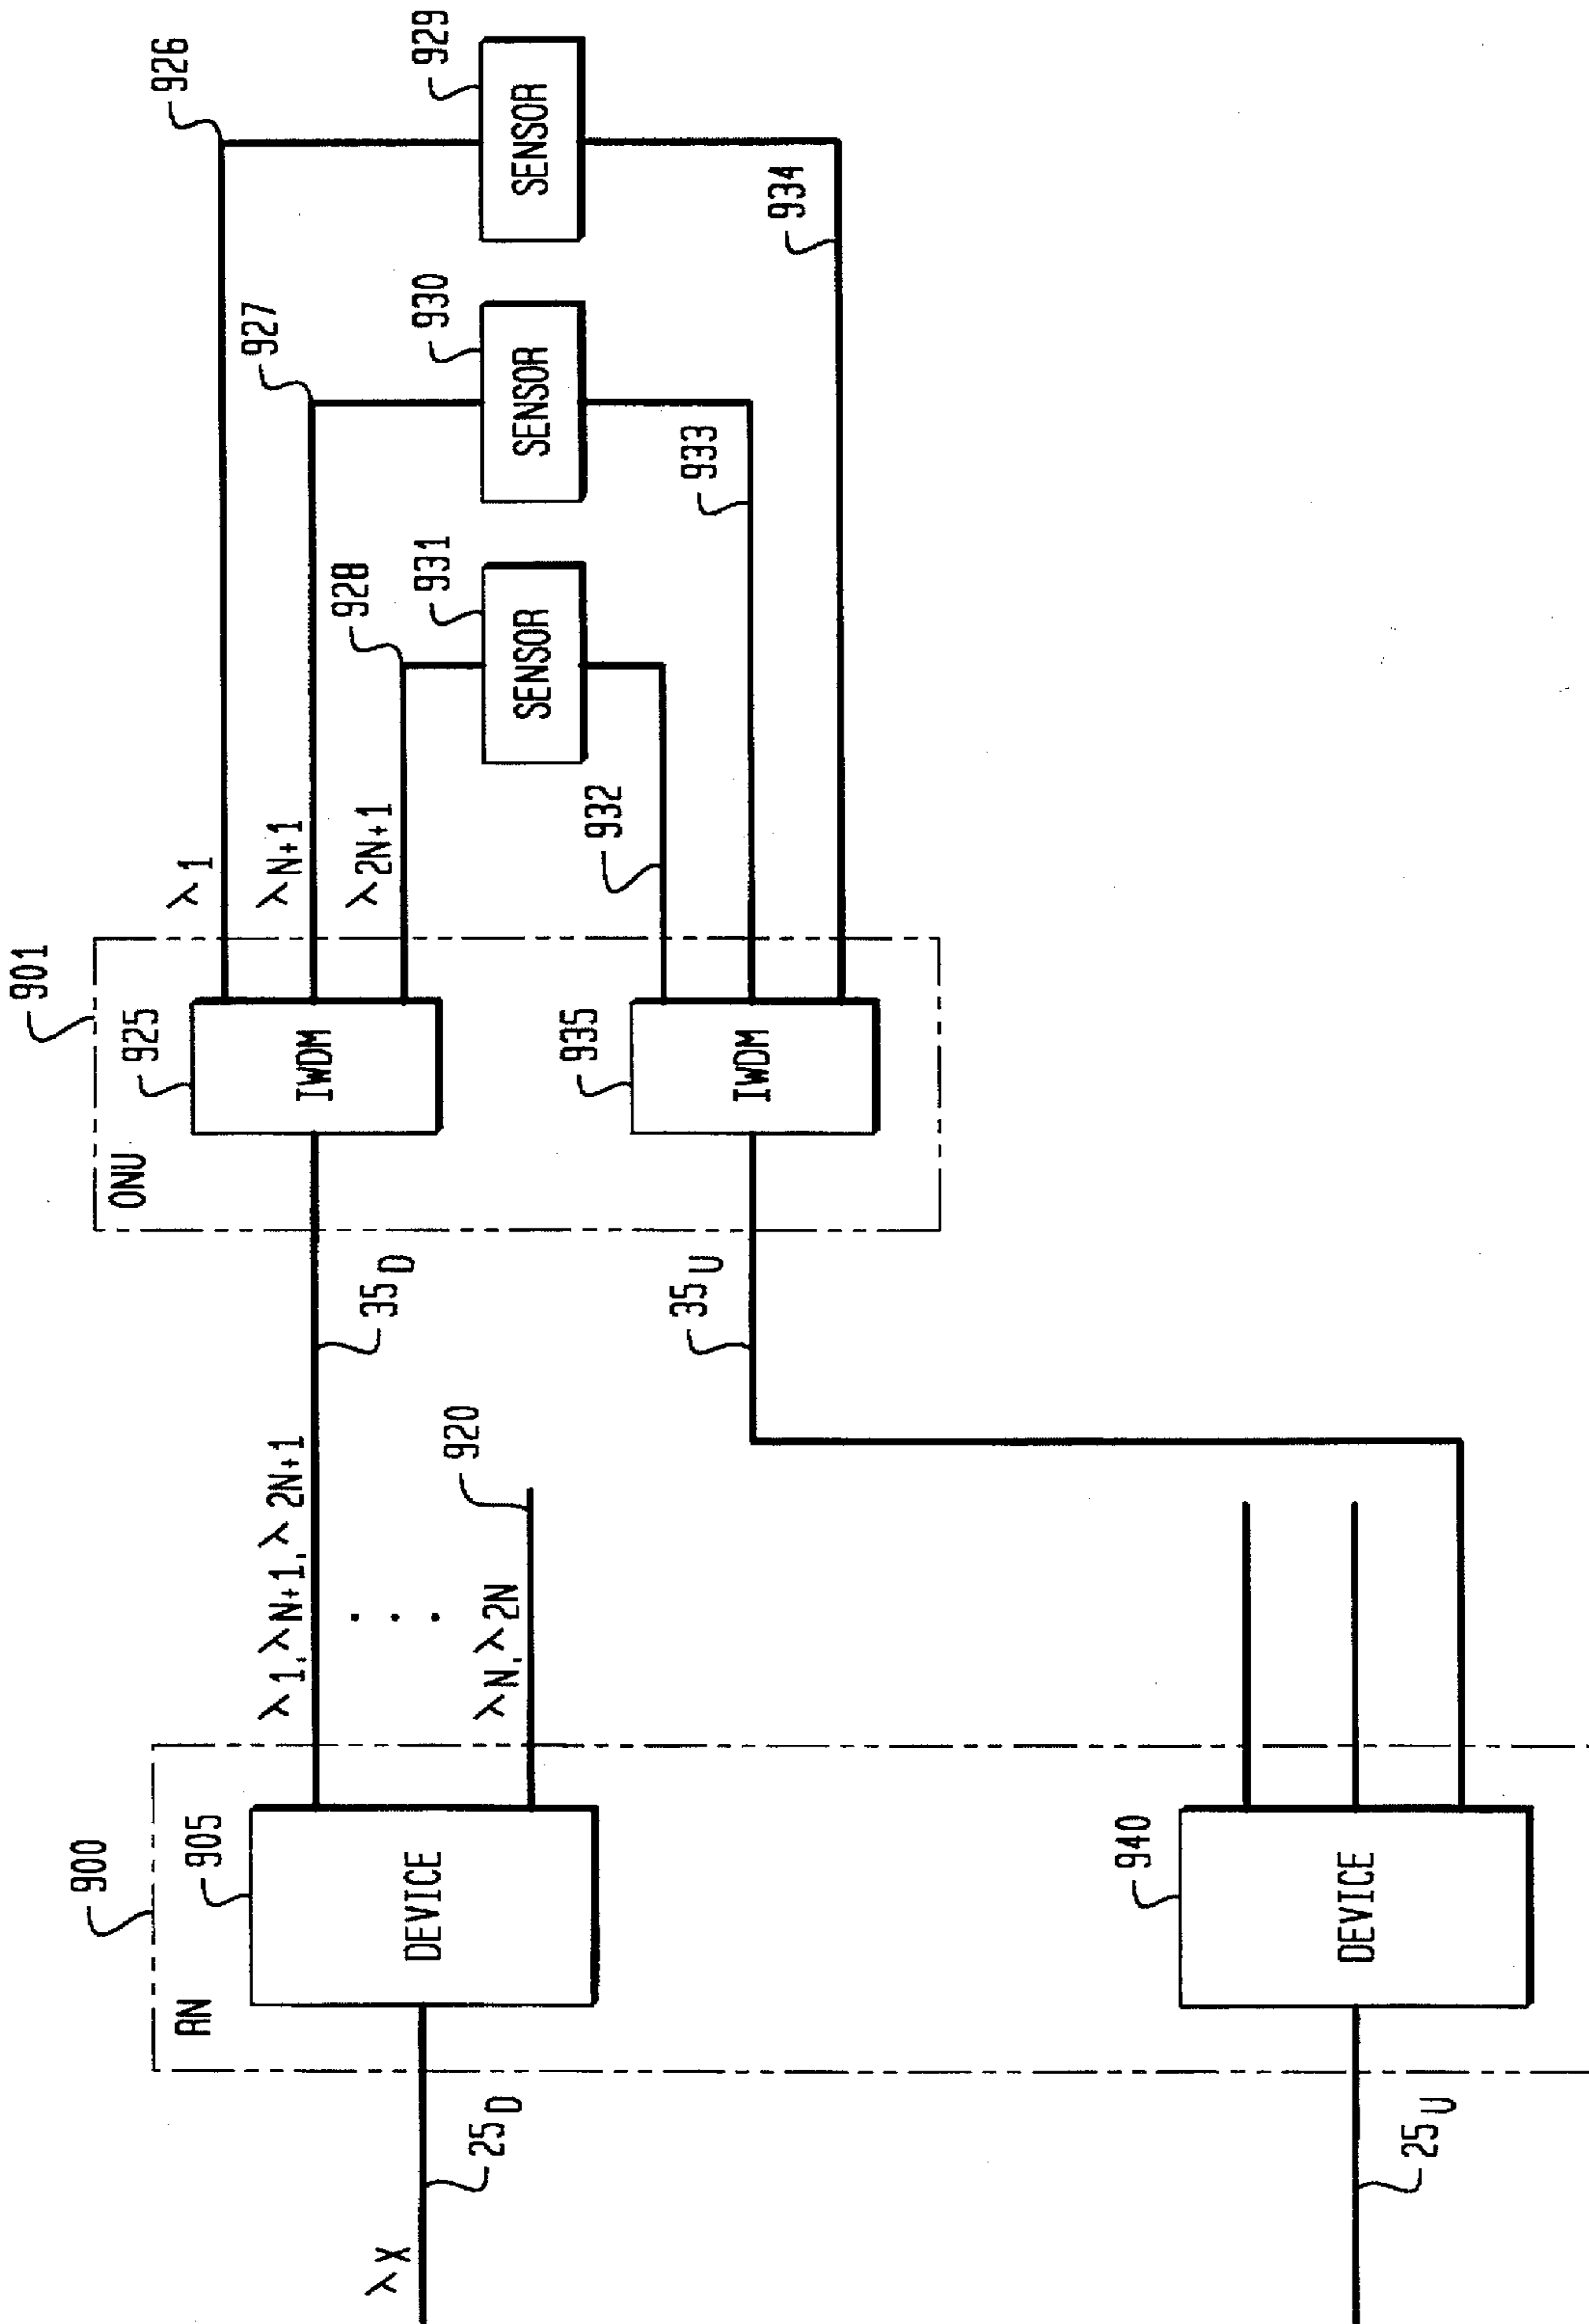 901
925
ONU
IWDM
935
IWDM
λ1
λN+1
λ2N+1
926
927
928
929
SENSOR
930
SENSOR
931
SENSOR
932
933
934
35D
35U
900
RN
905
DEVICE
λ1, λN+1, λ2N+1
. . .
λN, λ2N
920
940
DEVICE
λX
25D
25U